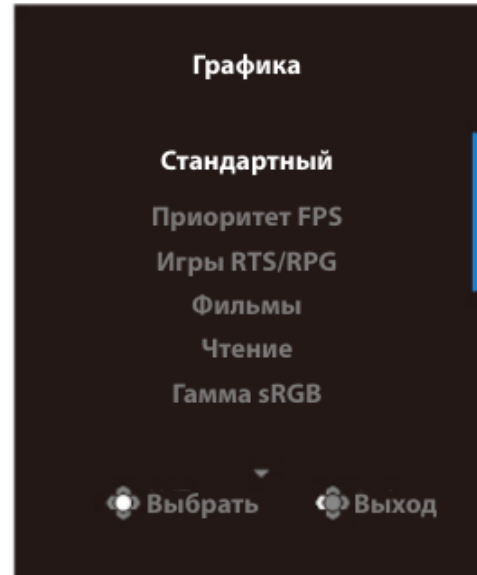 Графика
Стандартный
Приоритет FPS
Игры RTS/RPG
Фильмы
Чтение
Гамма sRGB
Выбрать Выход